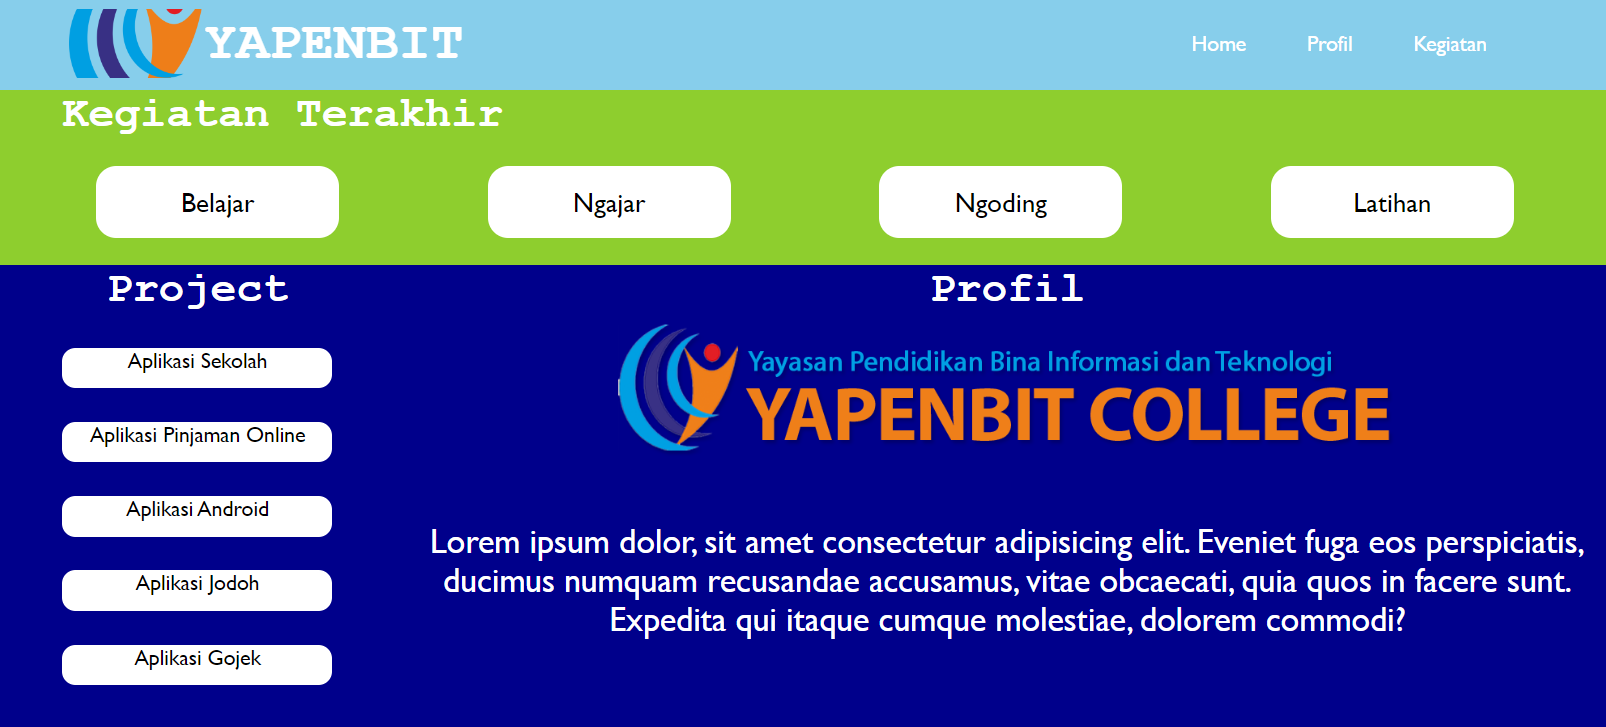 YAPENBIT
Home
Profil
Kegiatan
Kegiatan Terakhir
Belajar
Ngajar
Ngoding
Latihan
Project
Aplikasi Sekolah
Aplikasi Pinjaman Online
Aplikasi Android
Aplikasi Jodoh
Aplikasi Gojek
Profil
Yayasan Pendidikan Bina Informasi dan Teknologi
YAPENBIT COLLEGE
Lorem ipsum dolor, sit amet consectetur adipisicing elit. Eveniet fuga eos perspiciatis,
ducimus numquam recusandae accusamus, vitae obcaecati, quia quos in facere sunt.
Expedita qui itaque cumque molestiae, dolorem commodi?